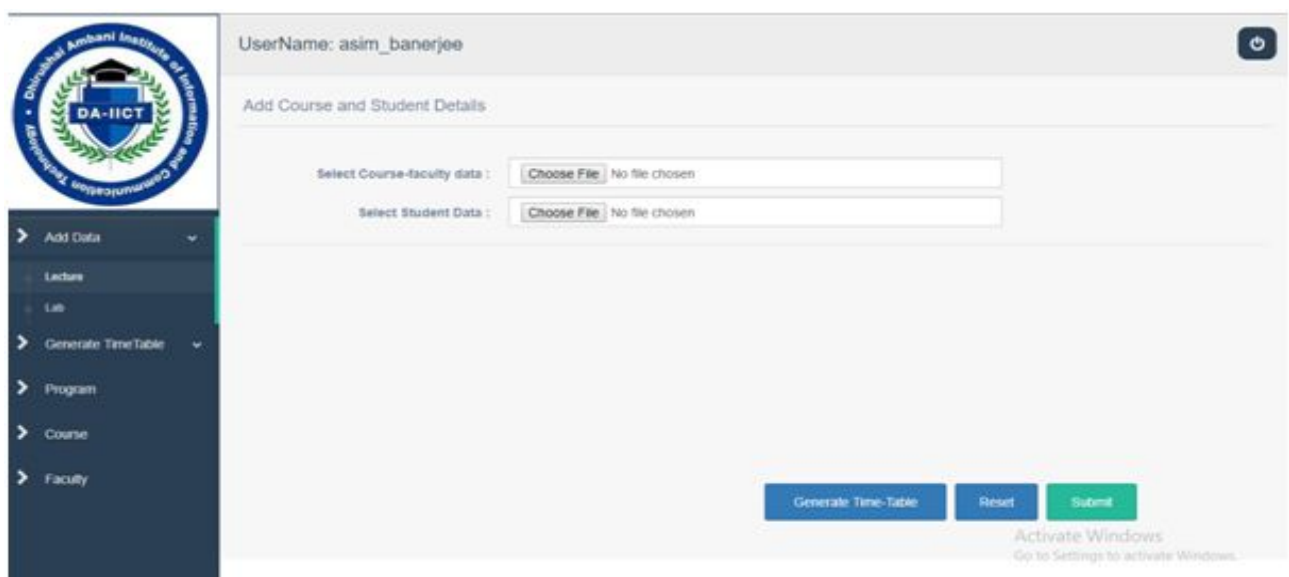 Dhirubhai Ambani Institute of Information and Communication Technology
DA-IICT
UserName: asim_banerjee
Add Course and Student Details
Select Course-faculty data : Choose File No file chosen
Select Student Data : Choose File No file chosen
Add Data
Lecture
Lab
Generate TimeTable
Program
Course
Faculty
Generate Time-Table Reset Submit
Activate Windows
Go to Settings to activate Windows.